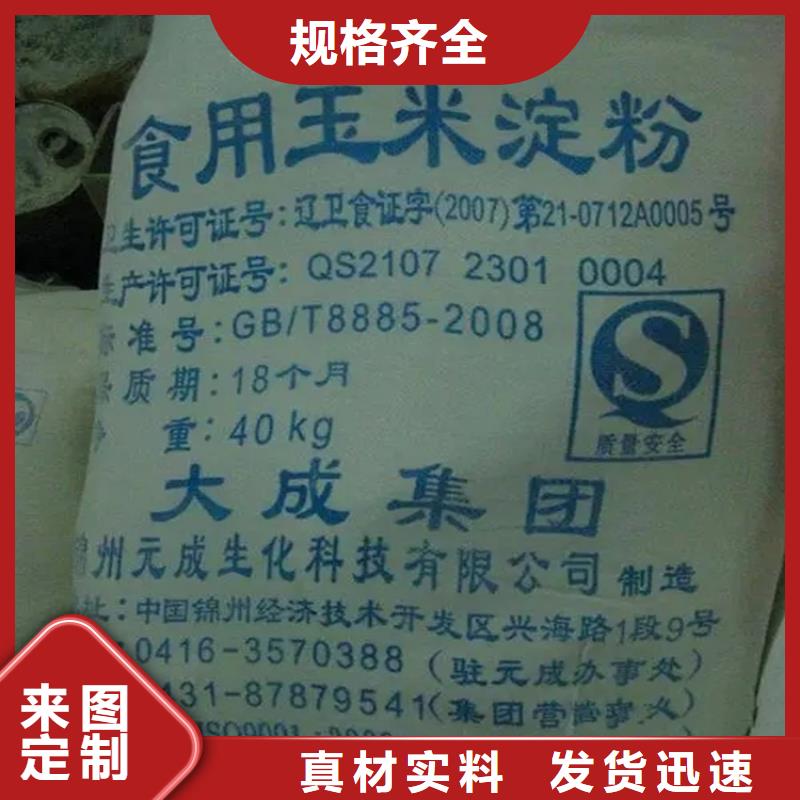 规格齐全
食用玉米淀粉
卫生许可证号:辽卫食证字(2007)第21-0712A0005号
生产许可证号: QS2107 2301 0004
标准号:GB/T8885-2008
质期:18个月
重:40kg
质量安全
大成集团
锦州元成生化科技有限公司 制造
址:中国锦州经济技术开发区兴海路1段9号
0416-3570388 (驻元成办事处)
431-87879541(集团营
ISO9001
来图定制
真材实料 发货迅速